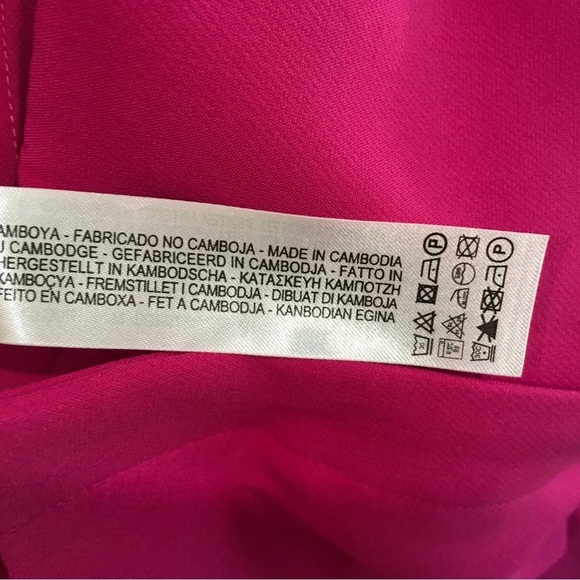 AMBOYA - FABRICADO NO CAMBOJA - MADE IN CAMBODIA
U CAMBODGE - GEFABRICEERD IN CAMBODJA - FATTO IN
HERGESTELLT IN KAMBODSCHA - ΚΑΤΑΣΚΕΥΗ ΚΑΜΠΟΤΖΗ
KAMBOÇYA - FREMSTILLET I CAMBODJA - DIBUAT DI KAMBOJA
FEITO EN CAMBOXA - FET A CAMBODJA - KANBODIAN EGINA
P P